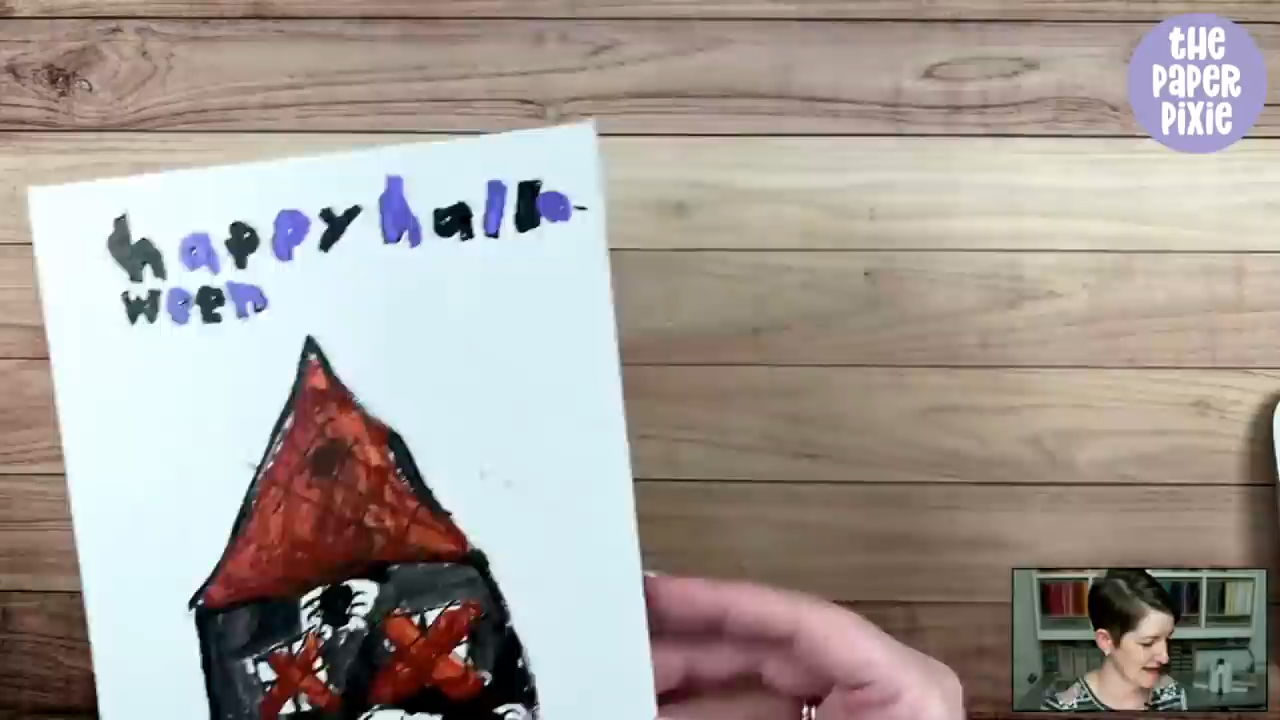 the
paper
pixie
happy hallo-
ween